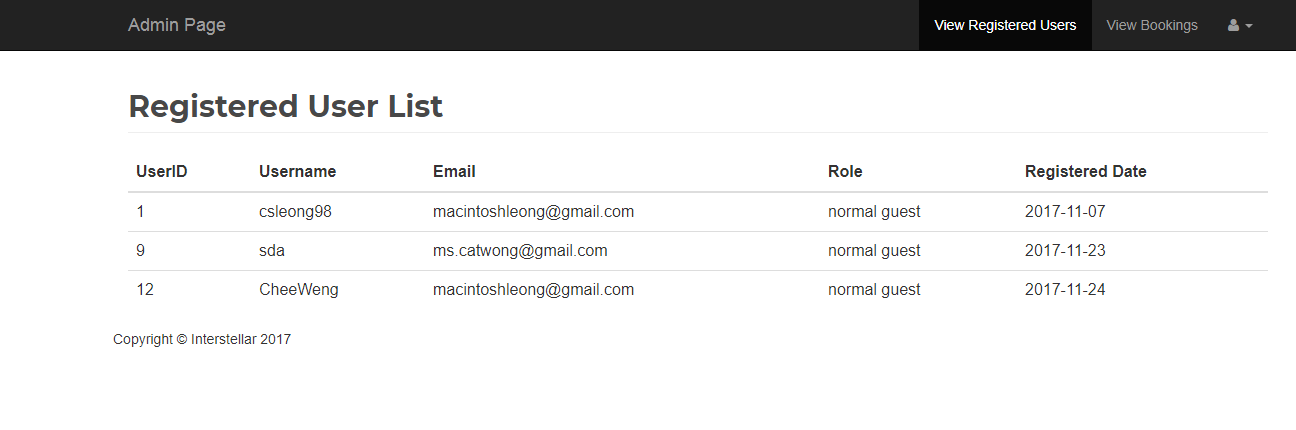 Admin Page View Registered Users View Bookings
Registered User List
UserID Username Email Role Registered Date
1 csleong98 macintoshleong@gmail.com normal guest 2017-11-07
9 sda ms.catwong@gmail.com normal guest 2017-11-23
12 CheeWeng macintoshleong@gmail.com normal guest 2017-11-24
Copyright © Interstellar 2017